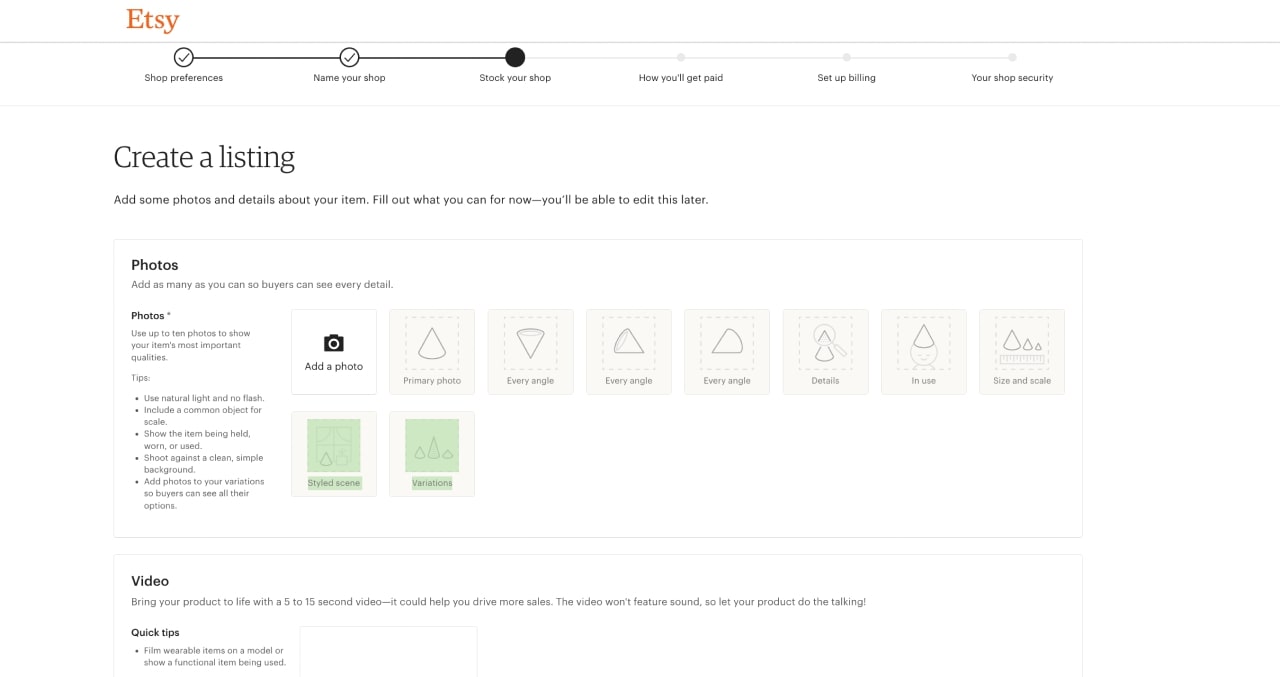 Etsy
Shop preferences
Name your shop
Stock your shop
How you'll get paid
Set up billing
Your shop security
Create a listing
Add some photos and details about your item. Fill out what you can for now—you'll be able to edit this later.
Photos
Add as many as you can so buyers can see every detail.
Photos *
Use up to ten photos to show
your item's most important
qualities.
Tips:
• Use natural light and no flash.
• Include a common object for
scale.
• Show the item being held,
worn, or used.
• Shoot against a clean, simple
background.
• Add photos to your variations
so buyers can see all their
options.
Add a photo
Primary photo
Every angle
Every angle
Every angle
Details
In use
Size and scale
Styled scene
Variations
Video
Bring your product to life with a 5 to 15 second video—it could help you drive more sales. The video won't feature sound, so let your product do the talking!
Quick tips
• Film wearable items on a model or
show a functional item being used.